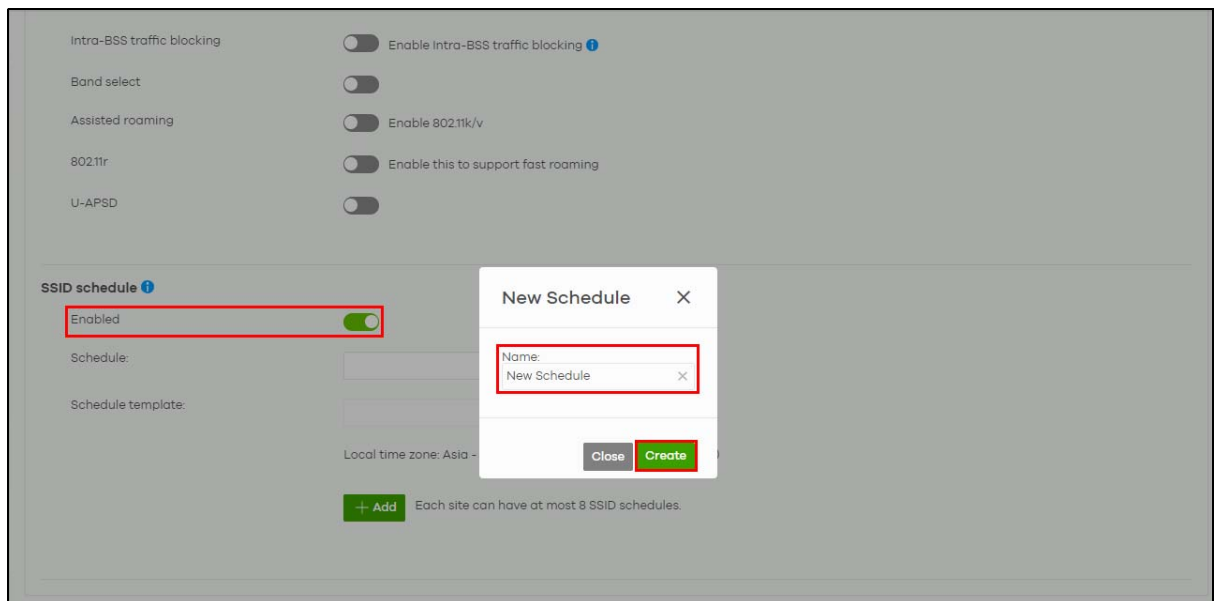 Intra-BSS traffic blocking
Enable Intra-BSS traffic blocking
Band select
Assisted roaming
Enable 802.11k/v
802.11r
Enable this to support fast roaming
U-APSD
SSID schedule
Enabled
Schedule:
Schedule template:
Local time zone: Asia -
+ Add
Each site can have at most 8 SSID schedules.
New Schedule
Name:
New Schedule
Close
Create